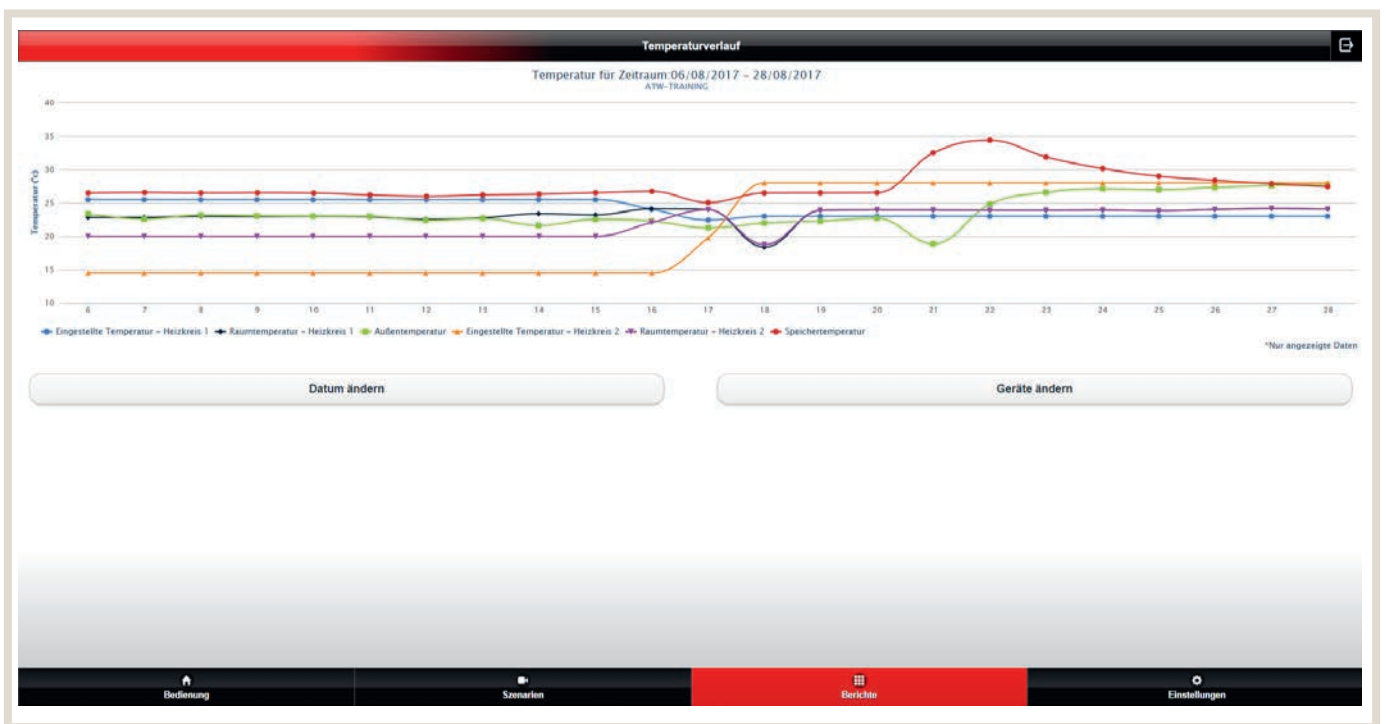 Temperaturverlauf
Temperatur für Zeitraum:06/08/2017 – 28/08/2017
ATW-TRAINING
Temperatur (°c)
40
35
30
25
20
15
10
6 7 8 9 10 11 12 13 14 15 16 17 18 19 20 21 22 23 24 25 26 27 28
Eingestellte Temperatur – Heizkreis 1 Raumtemperatur – Heizkreis 1 Außentemperatur Eingestellte Temperatur – Heizkreis 2 Raumtemperatur – Heizkreis 2 Speichertemperatur
*Nur angezeigte Daten
Datum ändern Geräte ändern
Bedienung Szenarien Berichte Einstellungen